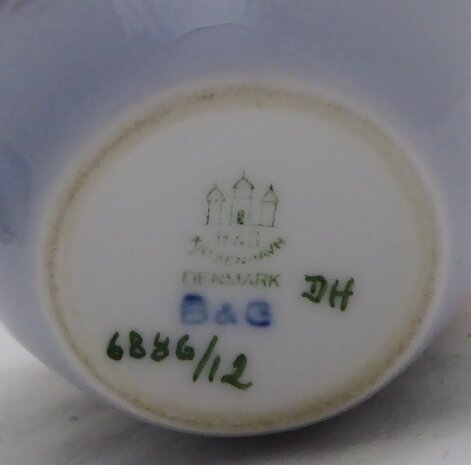 B&G
KJØBENHAVN
DENMARK
B&G
DH
6886/12